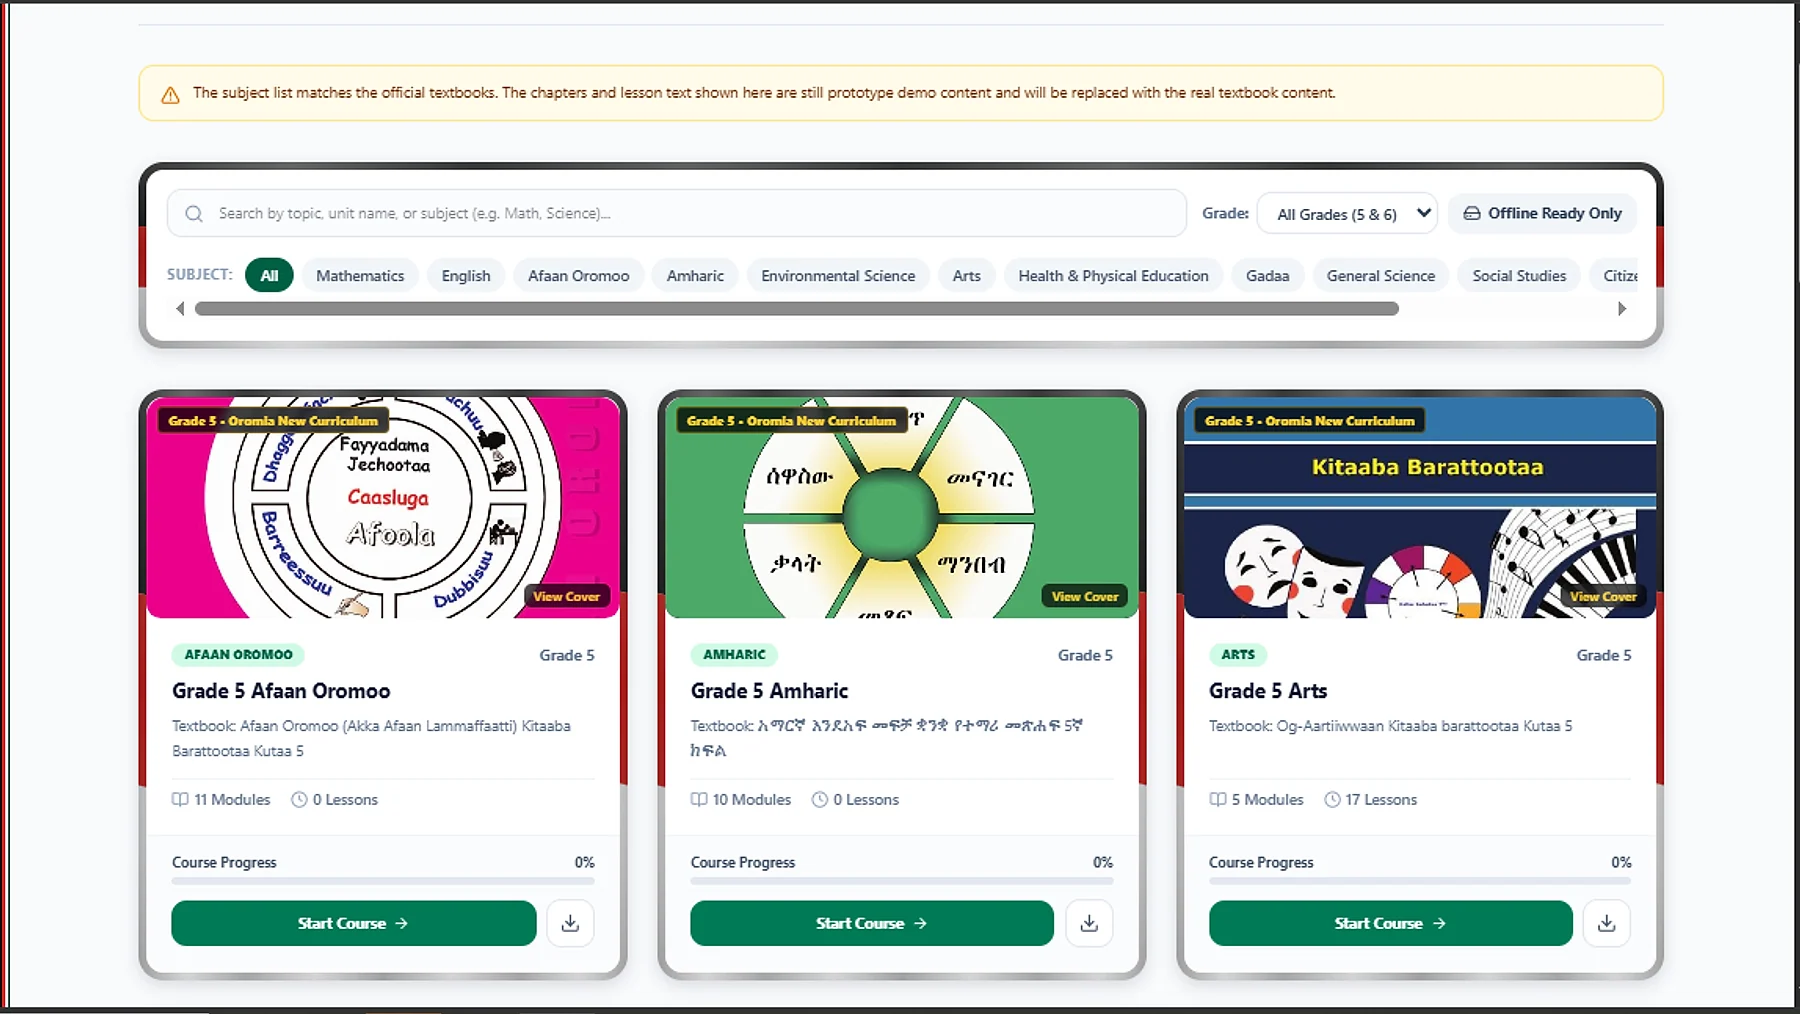 The subject list matches the official textbooks. The chapters and lesson text shown here are still prototype demo content and will be replaced with the real textbook content.
Search by topic, unit name, or subject (e.g. Math, Science)...
Grade:
All Grades (5 & 6)
Offline Ready Only
SUBJECT:
All
Mathematics
English
Afaan Oromoo
Amharic
Environmental Science
Arts
Health & Physical Education
Gadaa
General Science
Social Studies
Citize
Grade 5 - Oromia New Curriculum
Fayyadama
Jechootaa
Caasluga
Afoola
Barreessuu
Dubbisuu
View Cover
AFAAN OROMOO
Grade 5
Grade 5 Afaan Oromoo
Textbook: Afaan Oromoo (Akka Afaan Lammaffaatti) Kitaaba
Barattootaa Kutaa 5
11 Modules
0 Lessons
Course Progress
0%
Start Course →
Grade 5 - Oromia New Curriculum
ሰዋስው
መናገር
ቃላት
ማንበብ
View Cover
AMHARIC
Grade 5
Grade 5 Amharic
Textbook: አማርኛ እንደአፍ መፍቻ ቋንቋ የተማሪ መጽሐፍ 5ኛ
ክፍል
10 Modules
0 Lessons
Course Progress
0%
Start Course →
Grade 5 - Oromia New Curriculum
Kitaaba Barattootaa
View Cover
ARTS
Grade 5
Grade 5 Arts
Textbook: Og-Aartiiwwaan Kitaaba barattootaa Kutaa 5
5 Modules
17 Lessons
Course Progress
0%
Start Course →